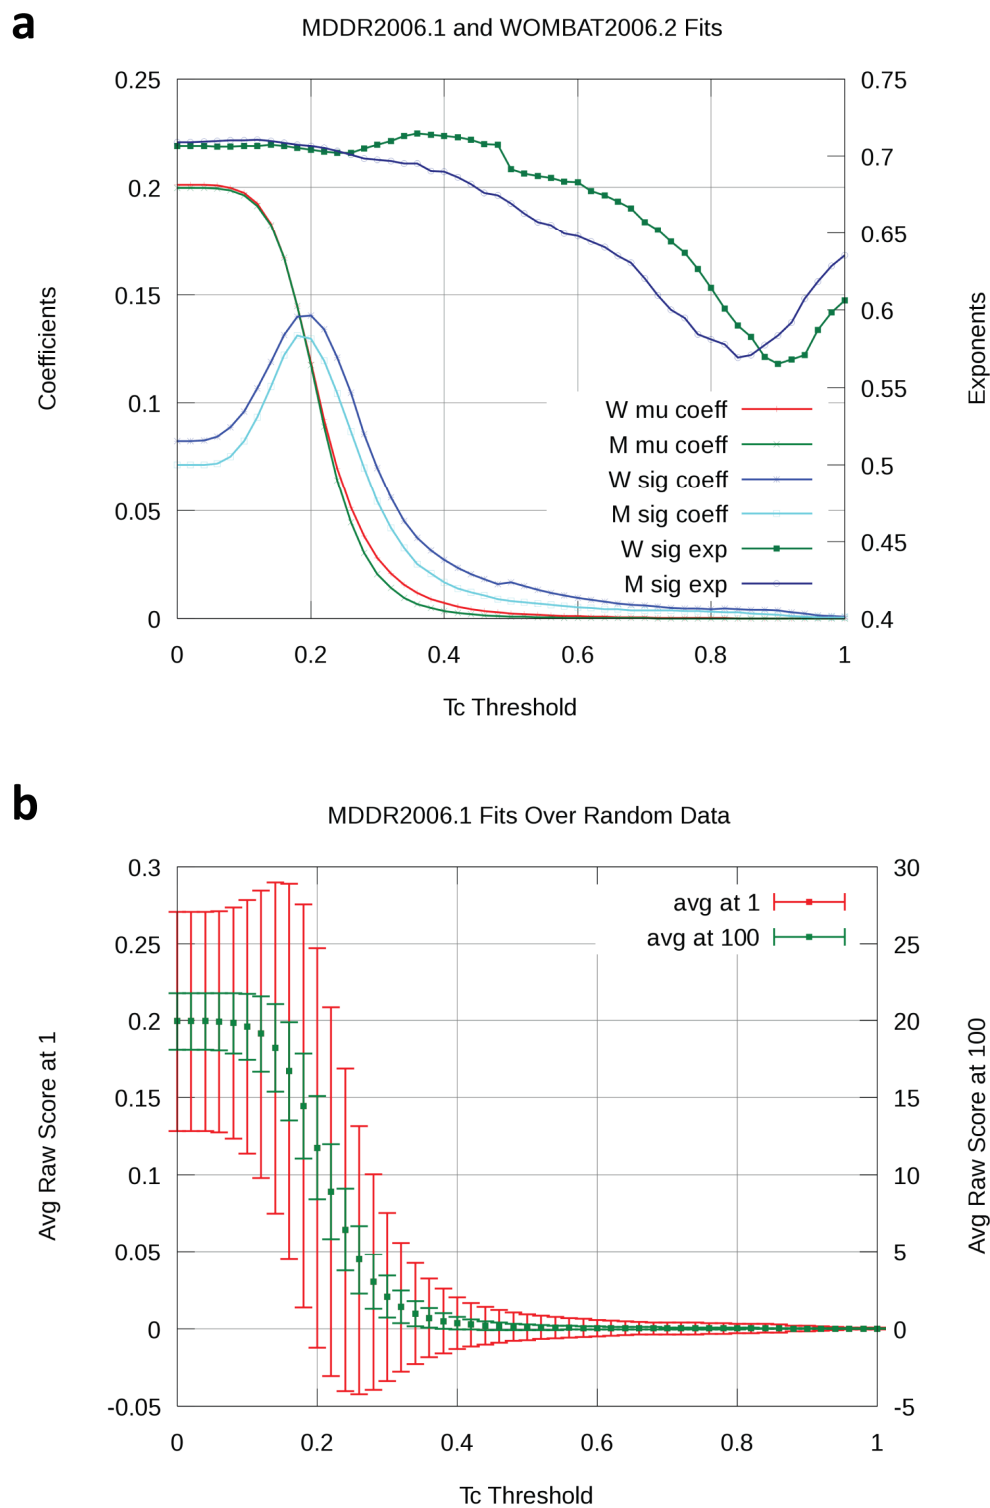 a
MDDR2006.1 and WOMBAT2006.2 Fits
0.25 0.75
0.2 0.7
0.15 0.65
0.1 0.6
0.05 0.55
0 0.5
0.45
0.4
Coefficients
Exponents
W mu coeff
M mu coeff
W sig coeff
M sig coeff
W sig exp
M sig exp
0 0.2 0.4 0.6 0.8 1
Tc Threshold
b
MDDR2006.1 Fits Over Random Data
0.3 30
0.25 25
0.2 20
0.15 15
0.1 10
0.05 5
0 0
-0.05 -5
Avg Raw Score at 1
Avg Raw Score at 100
avg at 1
avg at 100
0 0.2 0.4 0.6 0.8 1
Tc Threshold